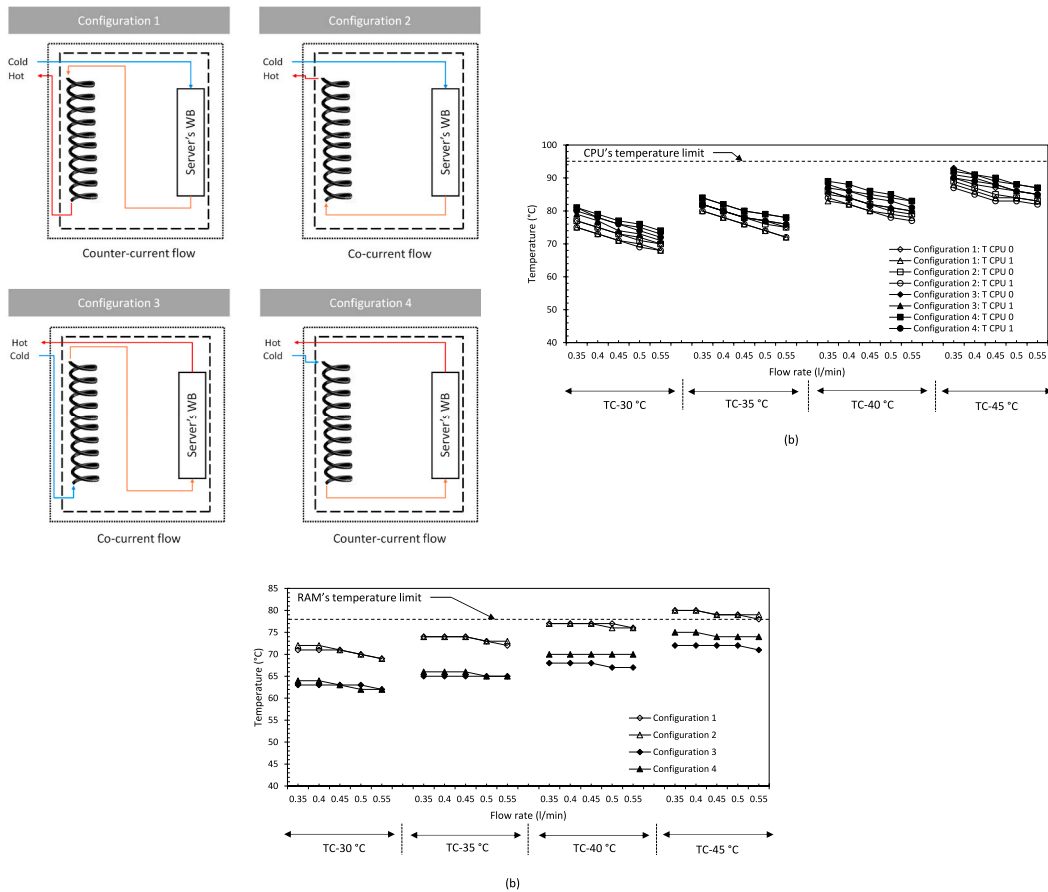 Configuration 1
Configuration 2
Cold
Hot
Server's WB
Counter-current flow
Cold
Hot
Server's WB
Co-current flow
Configuration 3
Configuration 4
Hot
Cold
Server's WB
Co-current flow
Hot
Cold
Server's WB
Counter-current flow
CPU's temperature limit
Temperature (°C)
100
90
80
70
60
50
40
Configuration 1: T CPU 0
Configuration 1: T CPU 1
Configuration 2: T CPU 0
Configuration 2: T CPU 1
Configuration 3: T CPU 0
Configuration 3: T CPU 1
Configuration 4: T CPU 0
Configuration 4: T CPU 1
0.35 0.4 0.45 0.5 0.55 0.35 0.4 0.45 0.5 0.55 0.35 0.4 0.45 0.5 0.55 0.35 0.4 0.45 0.5 0.55
Flow rate (l/min)
TC-30 °C TC-35 °C TC-40 °C TC-45 °C
(b)
RAM's temperature limit
Temperature (°C)
85
80
75
70
65
60
55
50
45
40
Configuration 1
Configuration 2
Configuration 3
Configuration 4
0.35 0.4 0.45 0.5 0.55 0.35 0.4 0.45 0.5 0.55 0.35 0.4 0.45 0.5 0.55 0.35 0.4 0.45 0.5 0.55
Flow rate (l/min)
TC-30 °C TC-35 °C TC-40 °C TC-45 °C
(b)